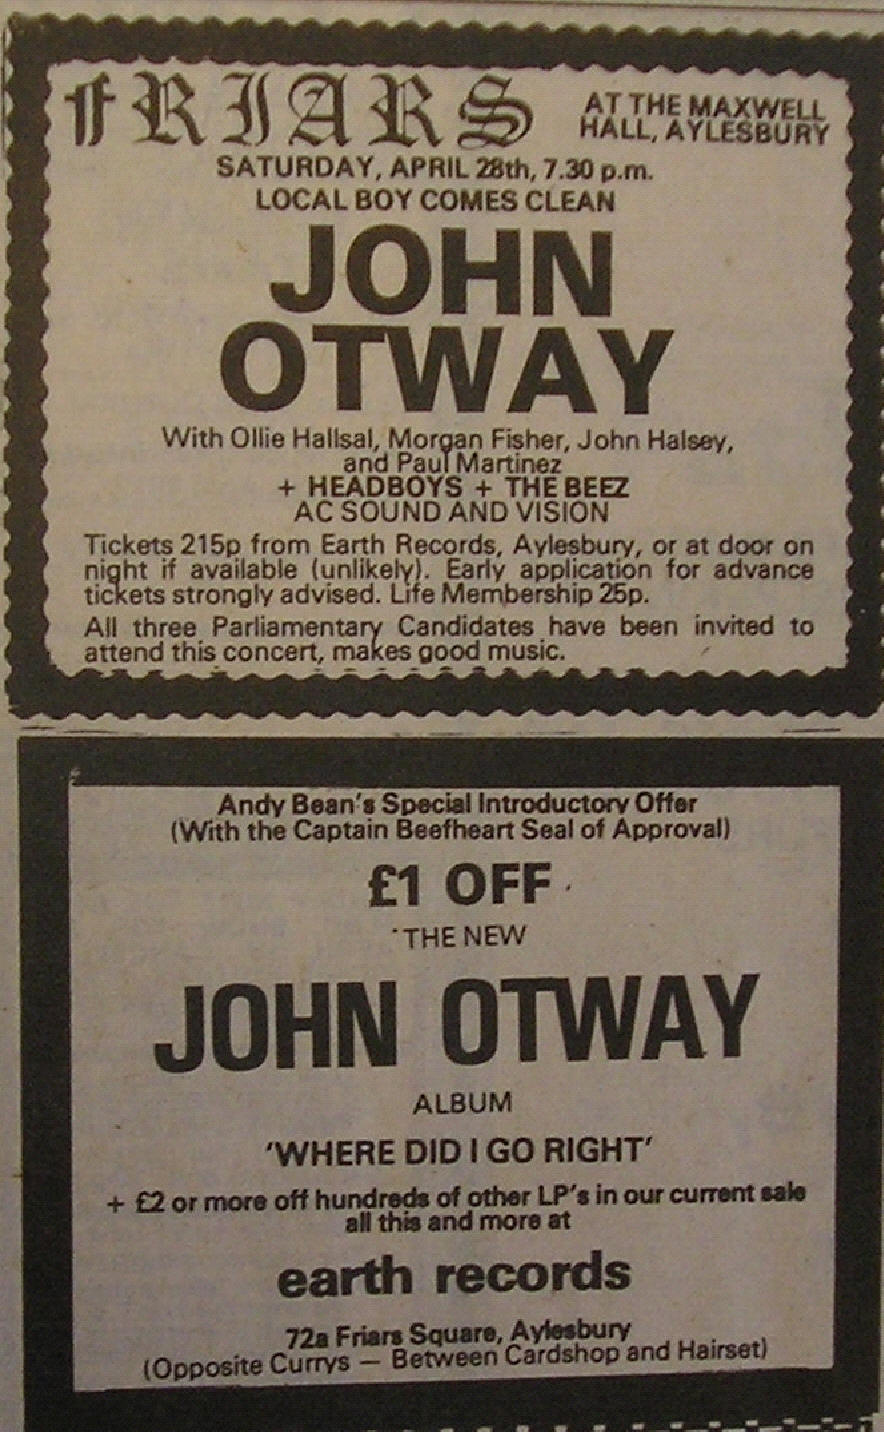 FRIARS
AT THE MAXWELL
HALL, AYLESBURY
SATURDAY, APRIL 28th, 7.30 p.m.
LOCAL BOY COMES CLEAN
JOHN
OTWAY
With Ollie Hallsal, Morgan Fisher, John Halsey,
and Paul Martinez
+ HEADBOYS + THE BEEZ
AC SOUND AND VISION
Tickets 215p from Earth Records, Aylesbury, or at door on
night if available (unlikely). Early application for advance
tickets strongly advised. Life Membership 25p.
All three Parliamentary Candidates have been invited to
attend this concert, makes good music.
Andy Bean's Special Introductory Offer
(With the Captain Beefheart Seal of Approval)
£1 OFF
THE NEW
JOHN OTWAY
ALBUM
'WHERE DID I GO RIGHT'
+ £2 or more off hundreds of other LP's in our current sale
all this and more at
earth records
72a Friars Square, Aylesbury
(Opposite Currys — Between Cardshop and Hairset)